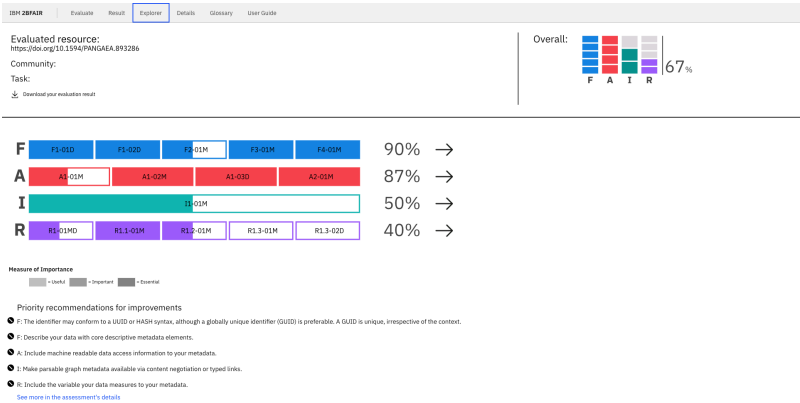 IBM 2BFAIR Evaluate Result Explorer Details Glossary User Guide
Evaluated resource:
https://doi.org/10.1594/PANGAEA.893286
Community:
Task:
Download your evaluation result
Overall:
67%
F A I R
F F1-01D F1-02D F2-01M F3-01M F4-01M 90%
A A1-01M A1-02M A1-03D A2-01M 87%
I I1-01M 50%
R R1-01MD R1.1-01M R1.2-01M R1.3-01M R1.3-02D 40%
Measure of Importance
= Useful = Important = Essential
Priority recommendations for improvements
F: The identifier may conform to a UUID or HASH syntax, although a globally unique identifier (GUID) is preferable. A GUID is unique, irrespective of the context.
F: Describe your data with core descriptive metadata elements.
A: Include machine readable data access information to your metadata.
I: Make parsable graph metadata available via content negotiation or typed links.
R: Include the variable your data measures to your metadata.
See more in the assessment's details